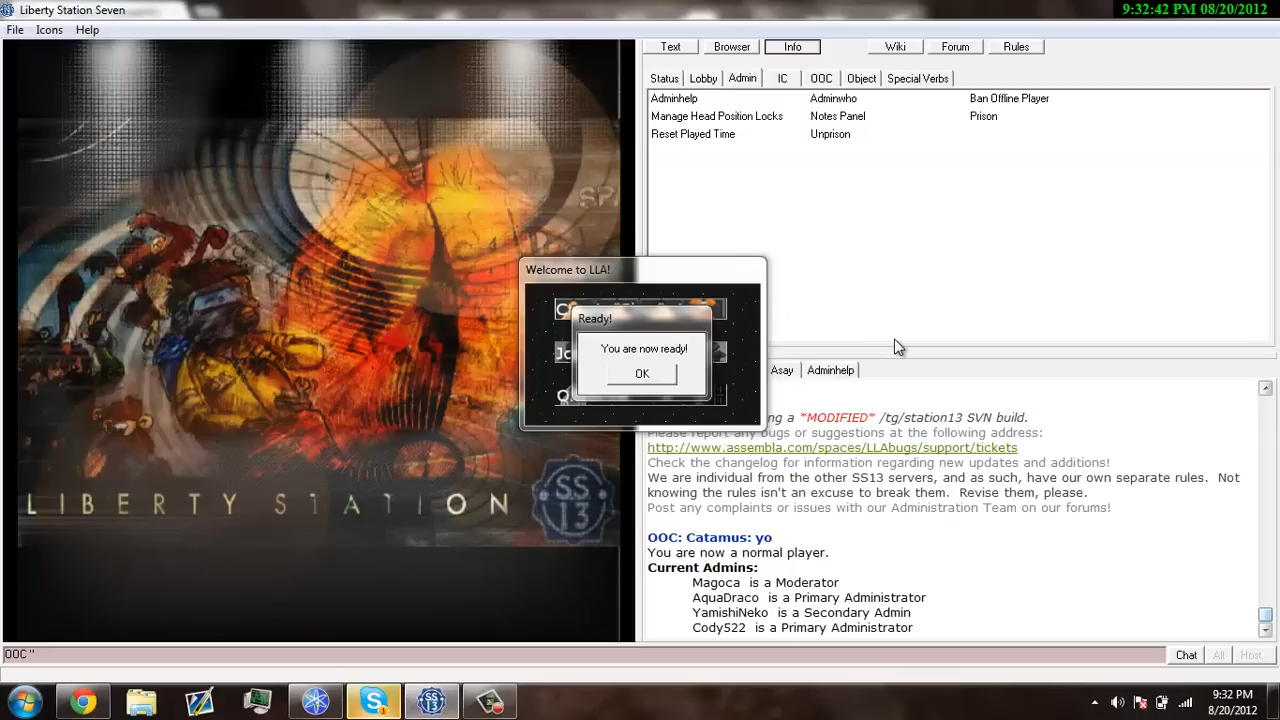 Liberty Station Seven
9:32:42 PM 08/20/2012
File Icons Help
Text Browser Info Wiki Forum Rules
Status Lobby Admin IC OOC Object Special Verbs
Adminhelp Adminwho Ban Offline Player
Manage Head Position Locks Notes Panel Prison
Reset Played Time Unprison
Welcome to LLA!
Ready!
You are now ready!
OK
LIBERTY STATION
SS
13
Asay Adminhelp
a *MODIFIED* /tg/station13 SVN build.
Please report any bugs or suggestions at the following address:
http://www.assembla.com/spaces/LLAbugs/support/tickets
Check the changelog for information regarding new updates and additions!
We are individual from the other SS13 servers, and as such, have our own separate rules. Not
knowing the rules isn't an excuse to break them. Revise them, please.
Post any complaints or issues with our Administration Team on our forums!
OOC: Catamus: yo
You are now a normal player.
Current Admins:
Magoca is a Moderator
AquaDraco is a Primary Administrator
YamishiNeko is a Secondary Admin
Cody522 is a Primary Administrator
OOC "
Chat All Host
SS
13
9:32 PM
8/20/2012